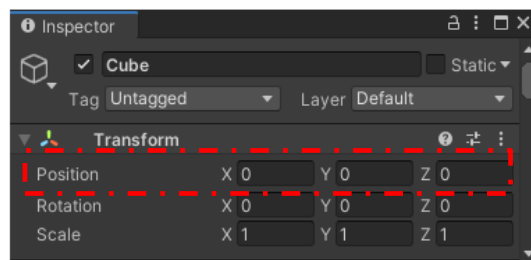 Inspector
Cube Static
Tag Untagged Layer Default
Transform
Position X 0 Y 0 Z 0
Rotation X 0 Y 0 Z 0
Scale X 1 Y 1 Z 1